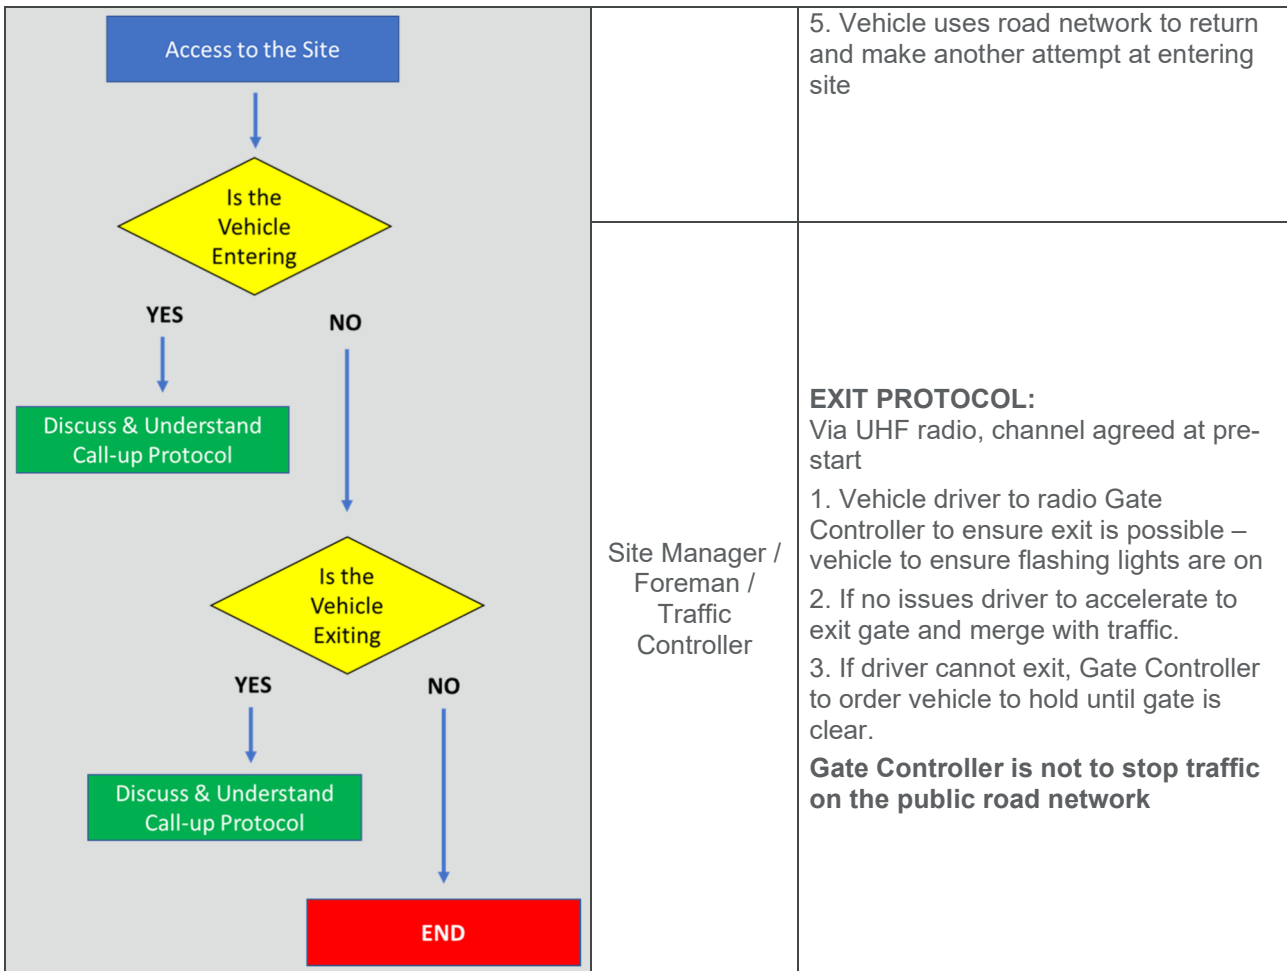 Access to the Site
Is the
Vehicle
Entering
YES
NO
Discuss & Understand
Call-up Protocol
Is the
Vehicle
Exiting
YES
NO
Discuss & Understand
Call-up Protocol
END
Site Manager /
Foreman /
Traffic
Controller
5. Vehicle uses road network to return
and make another attempt at entering
site
EXIT PROTOCOL:
Via UHF radio, channel agreed at pre-
start
1. Vehicle driver to radio Gate
Controller to ensure exit is possible –
vehicle to ensure flashing lights are on
2. If no issues driver to accelerate to
exit gate and merge with traffic.
3. If driver cannot exit, Gate Controller
to order vehicle to hold until gate is
clear.
Gate Controller is not to stop traffic
on the public road network